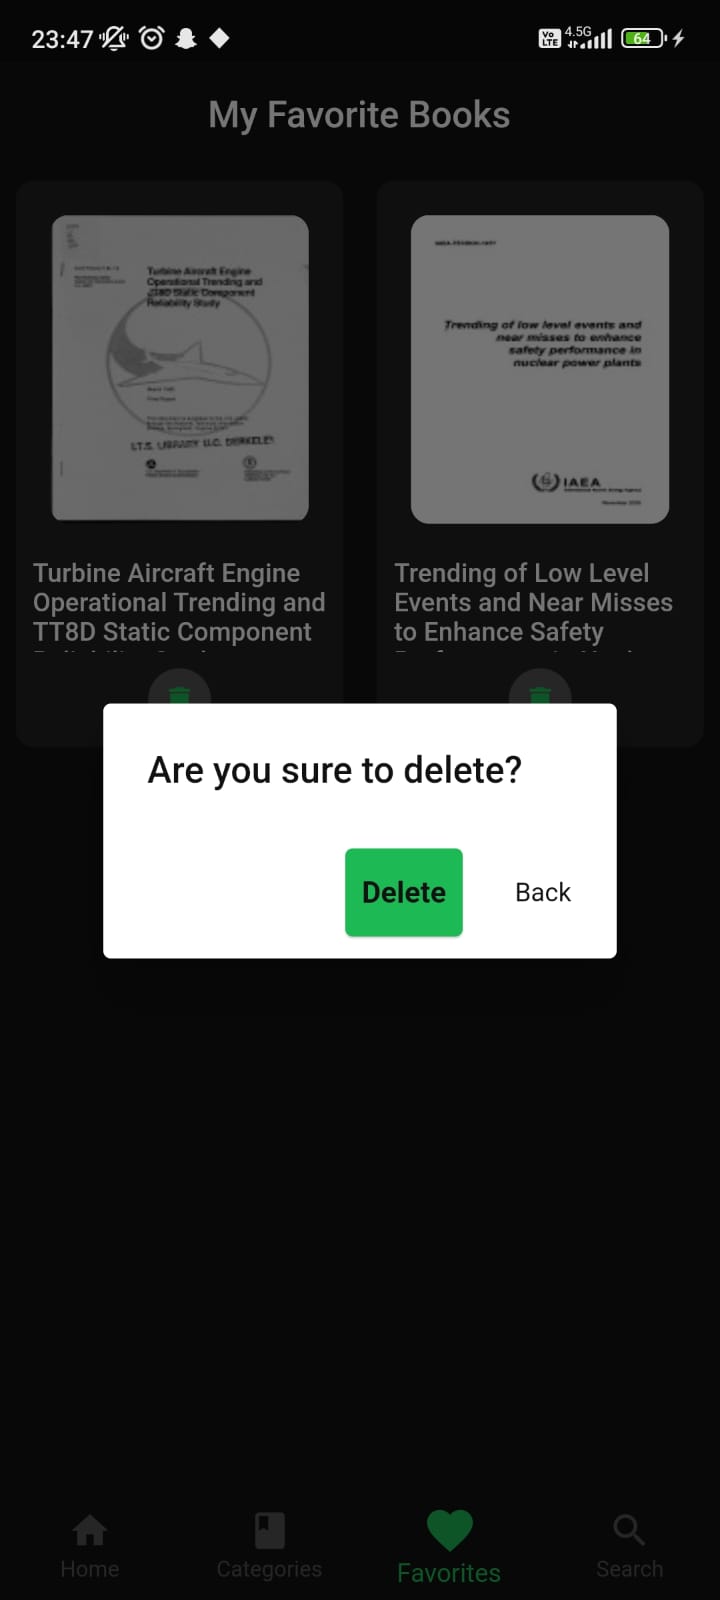 23:47
Vo LTE 4.5G 64
My Favorite Books
Turbine Aircraft Engine
Operational Trending and
JT8D Static Component
Reliability Study
I.T.S. LIBRARY U.C. BERKELEY
Trending of low level events and
near misses to enhance
safety performance in
nuclear power plants
IAEA
Turbine Aircraft Engine
Operational Trending and
TT8D Static Component
Trending of Low Level
Events and Near Misses
to Enhance Safety
Are you sure to delete?
Delete
Back
Home
Categories
Favorites
Search